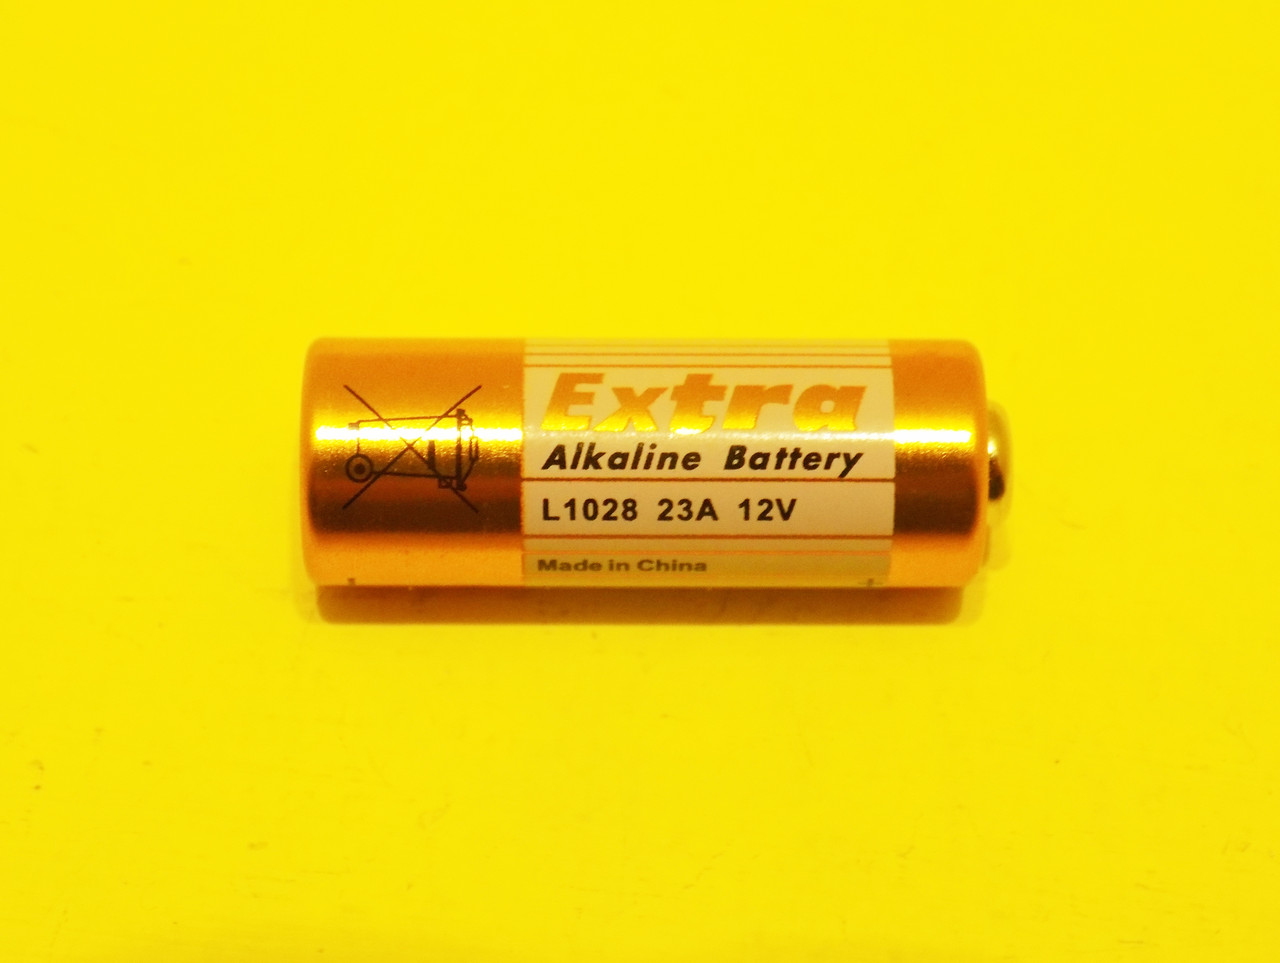 Extra
Alkaline Battery
L1028 23A 12V
Made in China
- +